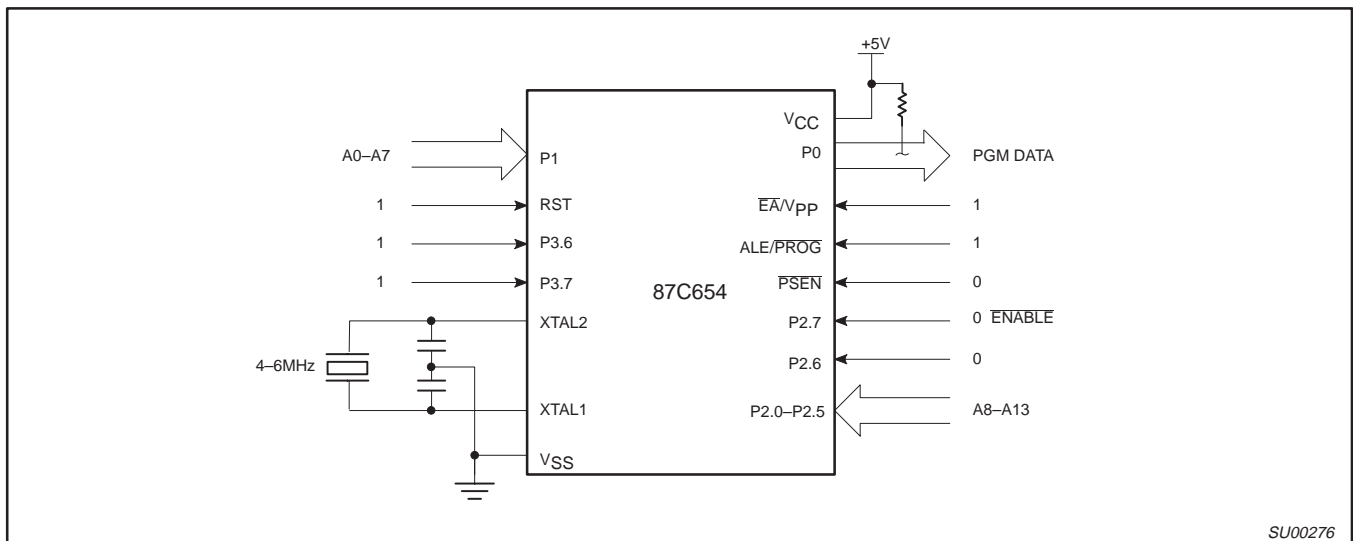 +5V
VCC
A0–A7
P1
P0
PGM DATA
1
RST
EA/VPP
1
1
P3.6
ALE/PROG
1
1
P3.7
87C654
PSEN
0
XTAL2
P2.7
0 ENABLE
4–6MHz
P2.6
0
XTAL1
P2.0–P2.5
A8–A13
VSS
SU00276